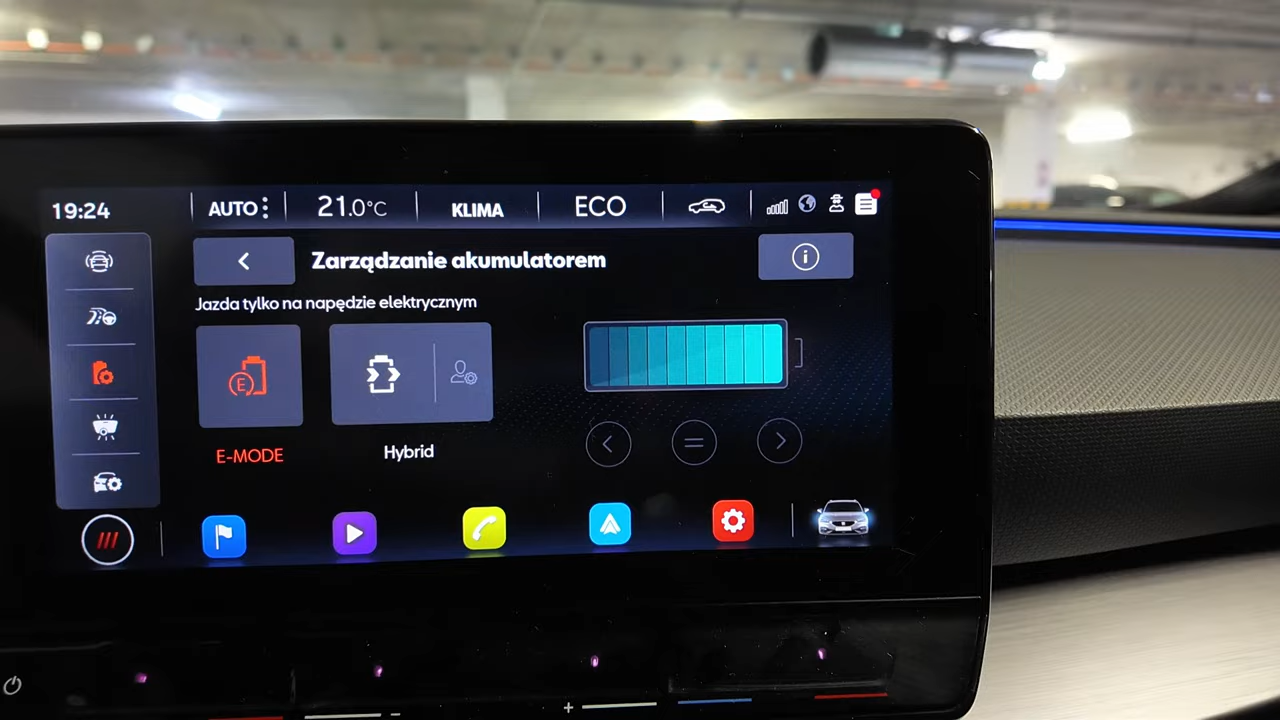 19:24
AUTO
21.0°C
KLIMA
ECO
Zarządzanie akumulatorem
i
Jazda tylko na napędzie elektrycznym
E
E-MODE
Hybrid